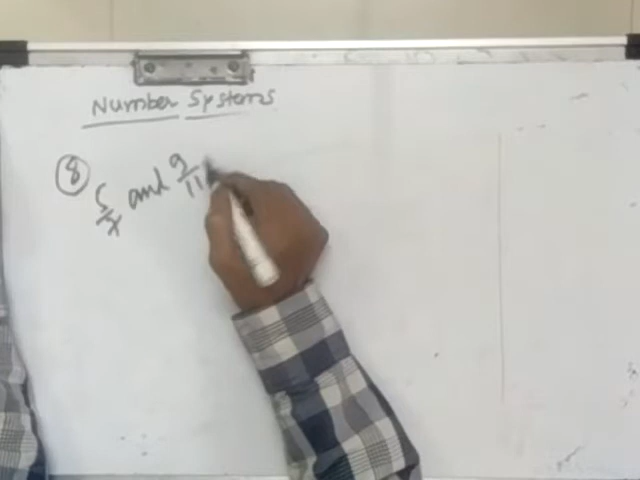 Number Systems
⑧ 5/7 and 9/11